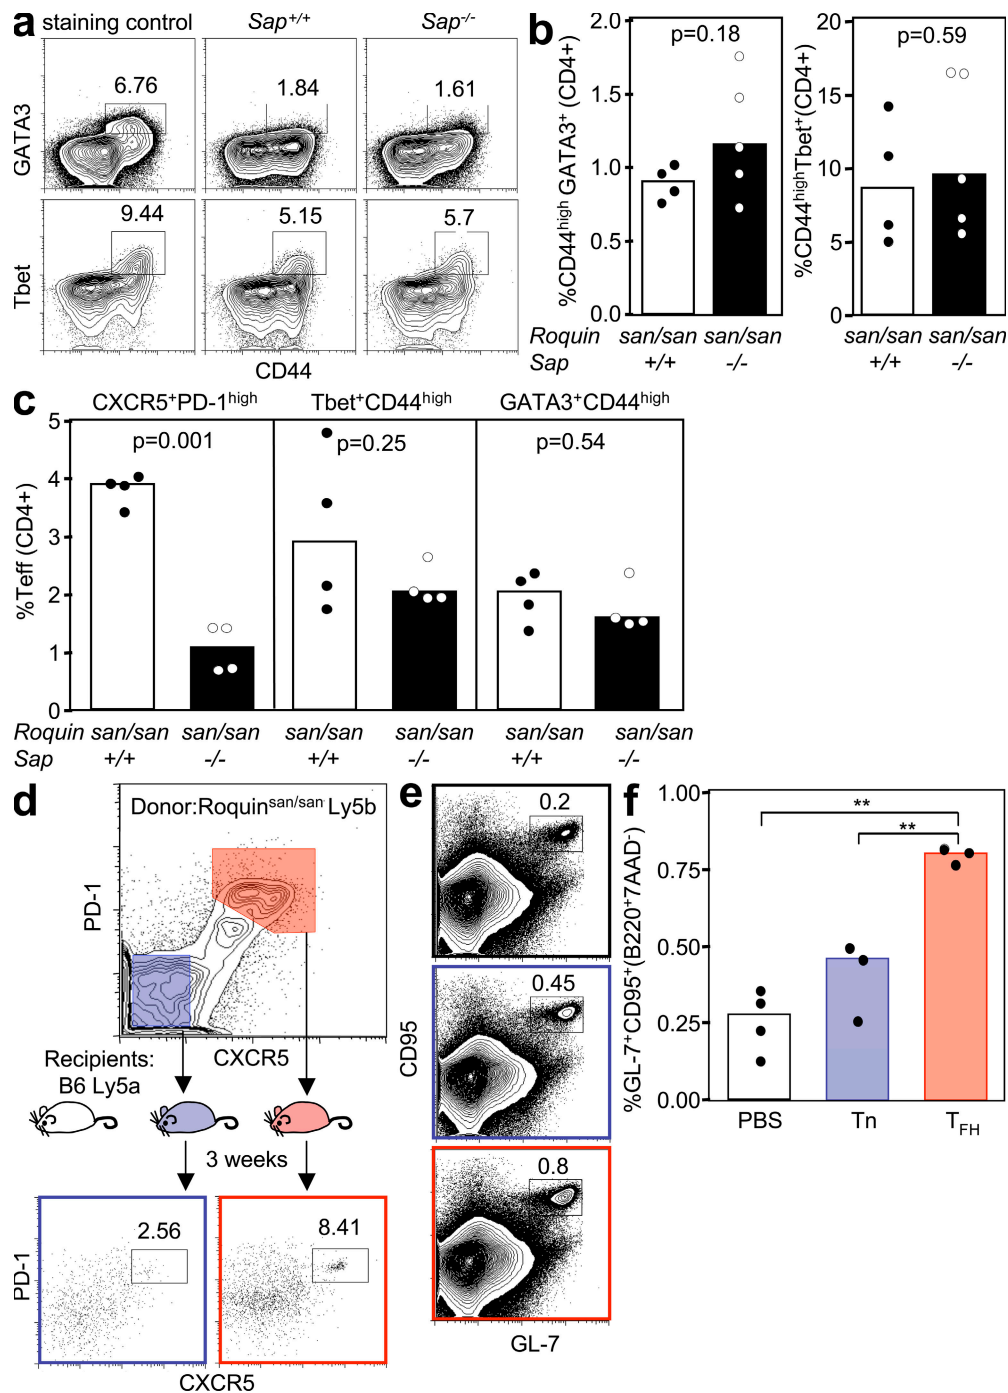 a staining control Sap+/+ Sap-/-
6.76 1.84 1.61
GATA3
9.44 5.15 5.7
Tbet
CD44
b
p=0.18
%CD44high GATA3+ (CD4+)
2.0
1.5
1.0
0.5
0.0
Roquin san/san san/san
Sap +/+ -/-
p=0.59
%CD44highTbet+(CD4+)
20
15
10
5
0
san/san san/san
+/+ -/-
c
CXCR5+PD-1high Tbet+CD44high GATA3+CD44high
p=0.001 p=0.25 p=0.54
%Teff (CD4+)
5
4
3
2
1
0
Roquin san/san san/san san/san san/san san/san san/san
Sap +/+ -/- +/+ -/- +/+ -/-
d
Donor:Roquinsan/san Ly5b
PD-1
CXCR5
Recipients:
B6 Ly5a
3 weeks
2.56 8.41
PD-1
CXCR5
e
0.2
0.45
0.8
CD95
GL-7
f
%GL-7+CD95+(B220+7AAD-)
1.00
0.75
0.50
0.25
0.00
**
**
PBS Tn TFH